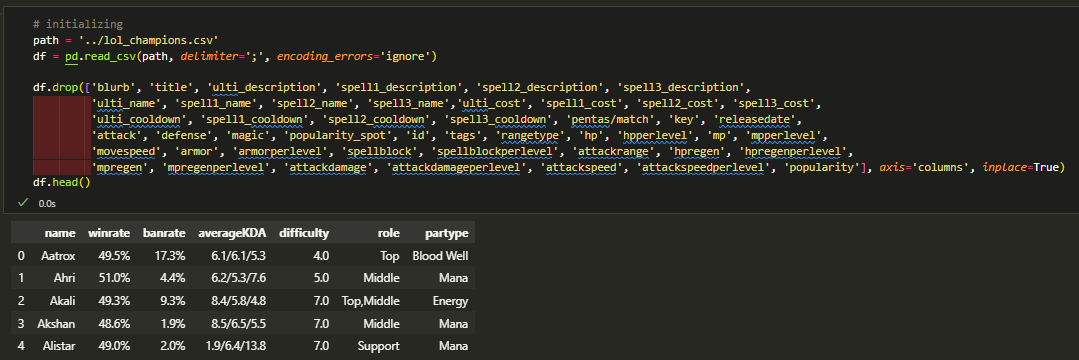 # initializing
path = '../lol_champions.csv'
df = pd.read_csv(path, delimiter=';', encoding_errors='ignore')
df.drop(['blurb', 'title', 'ulti_description', 'spell1_description', 'spell2_description', 'spell3_description',
'ulti_name', 'spell1_name', 'spell2_name', 'spell3_name','ulti_cost', 'spell1_cost', 'spell2_cost', 'spell3_cost',
'ulti_cooldown', 'spell1_cooldown', 'spell2_cooldown', 'spell3_cooldown', 'pentas/match', 'key', 'releasedate',
'attack', 'defense', 'magic', 'popularity_spot', 'id', 'tags', 'rangetype', 'hp', 'hpperlevel', 'mp', 'mpperlevel',
'movespeed', 'armor', 'armorperlevel', 'spellblock', 'spellblockperlevel', 'attackrange', 'hpregen', 'hpregenperlevel',
'mpregen', 'mpregenperlevel', 'attackdamage', 'attackdamageperlevel', 'attackspeed', 'attackspeedperlevel', 'popularity'], axis='columns', inplace=True)
df.head()
0.0s
name winrate banrate averageKDA difficulty role partype
0 Aatrox 49.5% 17.3% 6.1/6.1/5.3 4.0 Top Blood Well
1 Ahri 51.0% 4.4% 6.2/5.3/7.6 5.0 Middle Mana
2 Akali 49.3% 9.3% 8.4/5.8/4.8 7.0 Top,Middle Energy
3 Akshan 48.6% 1.9% 8.5/6.5/5.5 7.0 Middle Mana
4 Alistar 49.0% 2.0% 1.9/6.4/13.8 7.0 Support Mana